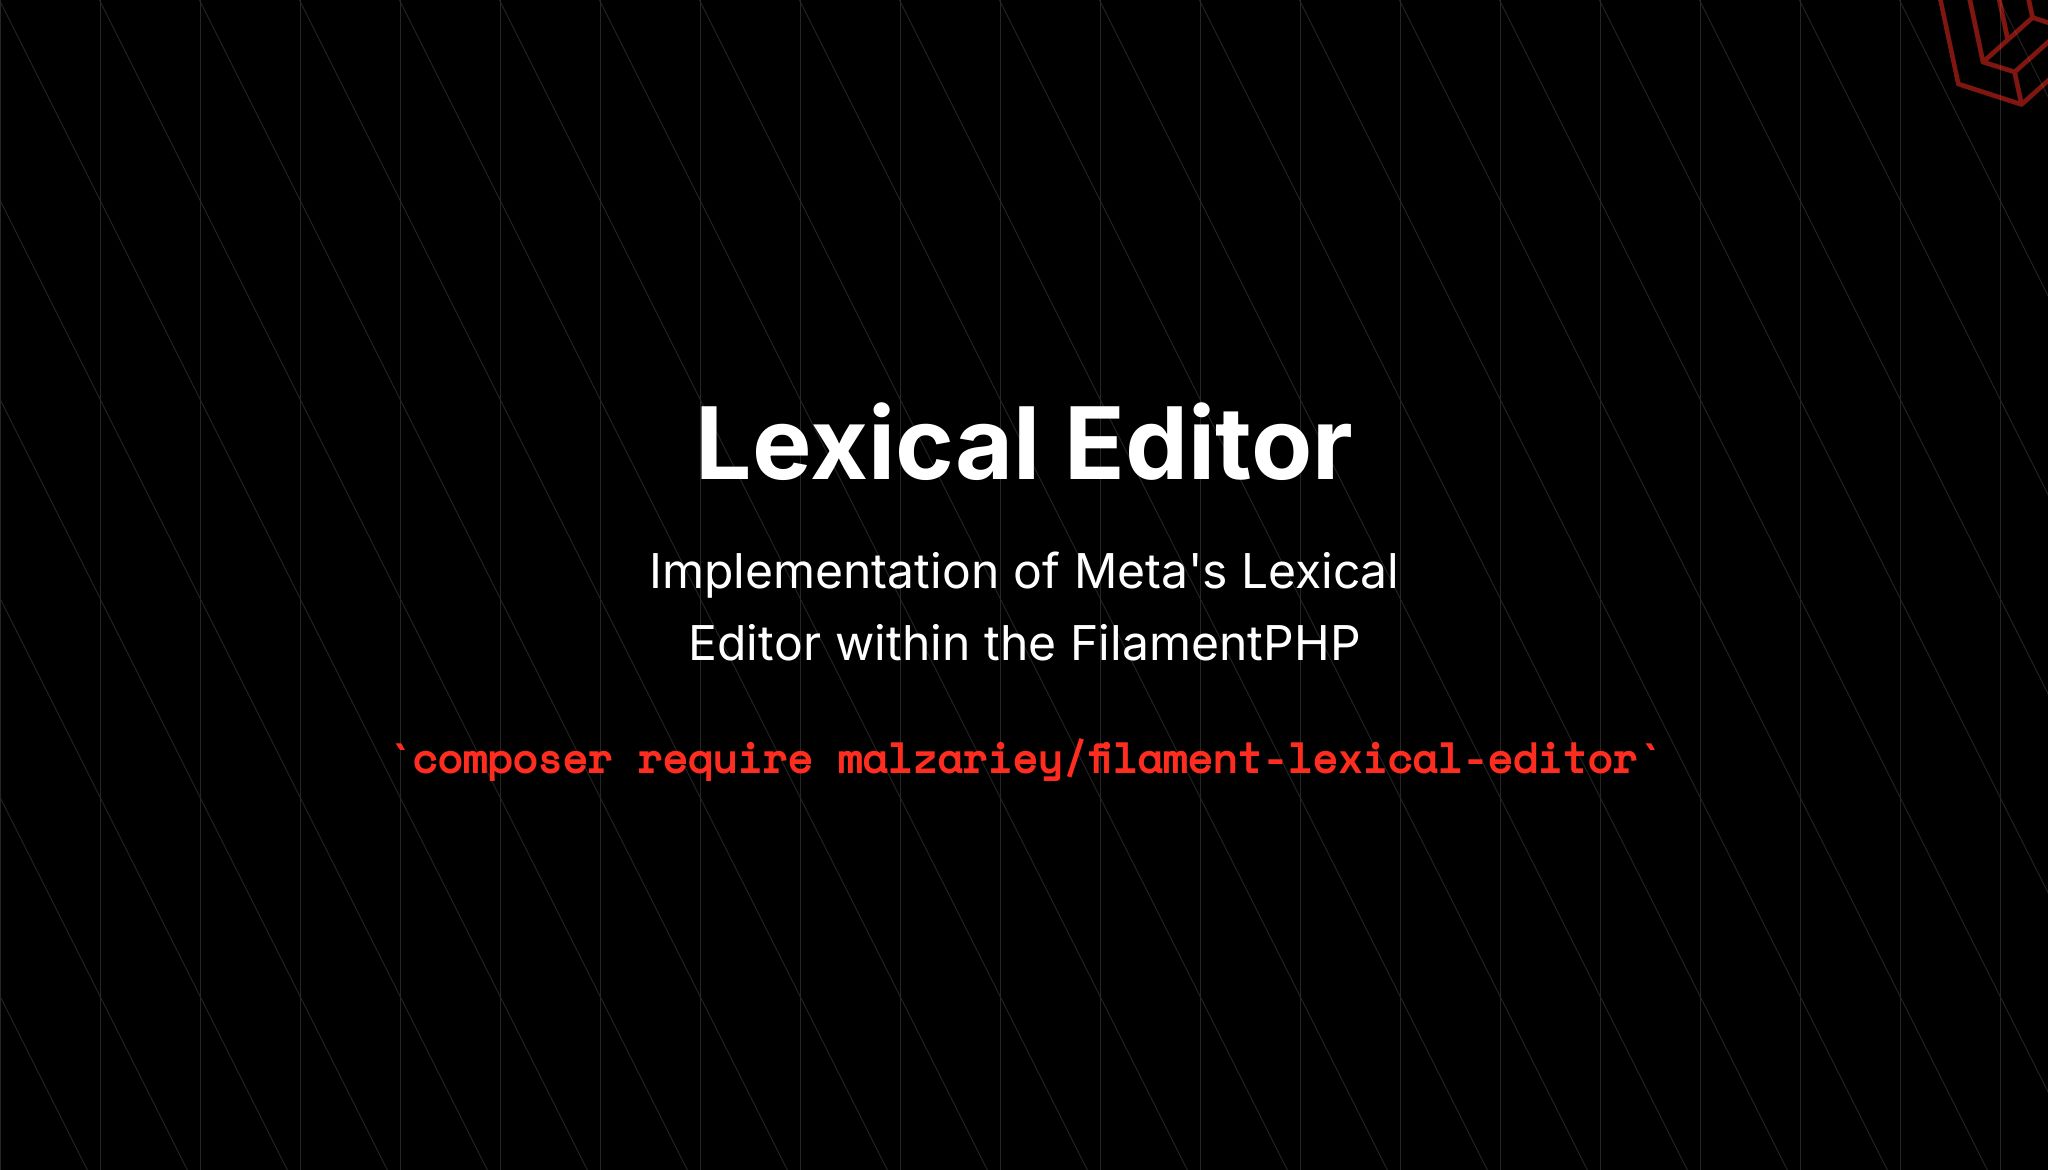 Lexical Editor
Implementation of Meta's Lexical
Editor within the FilamentPHP
`composer require malzariey/filament-lexical-editor`